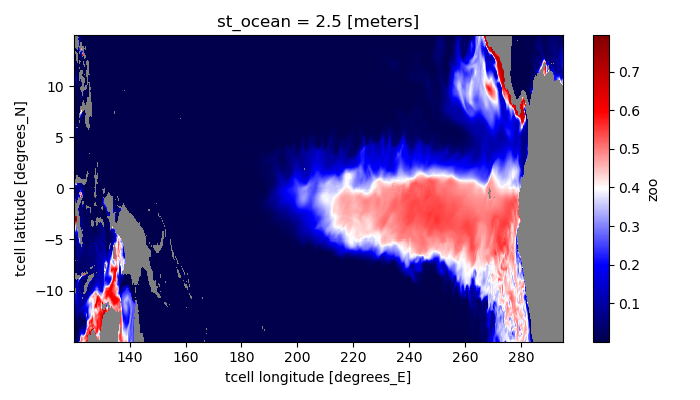 st_ocean = 2.5 [meters]
10
5
0
−5
−10
tcell latitude [degrees_N]
140 160 180 200 220 240 260 280
tcell longitude [degrees_E]
0.7
0.6
0.5
0.4
0.3
0.2
0.1
zoo